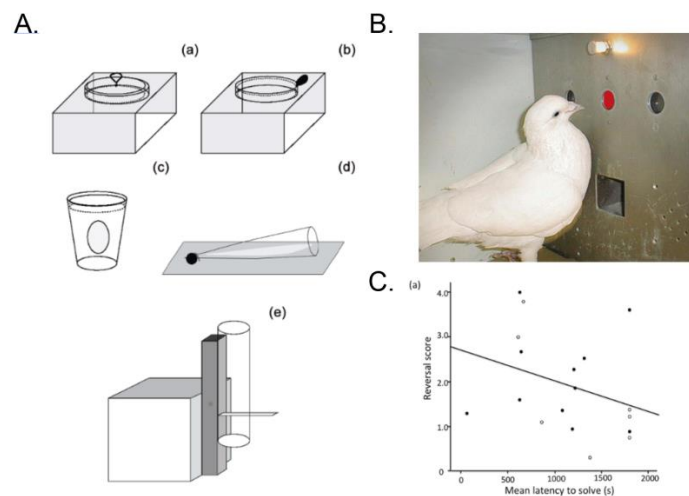 A.
(a)
(b)
(c)
(d)
(e)
B.
C.
(a)
Reversal score
4.0
3.0
2.0
1.0
0
0
500
1000
1500
2000
Mean latency to solve (s)